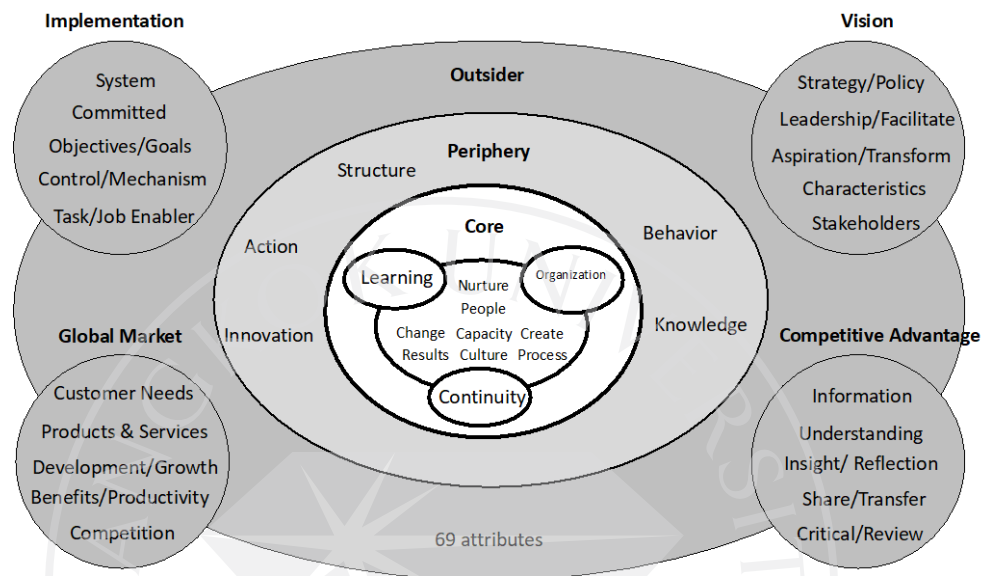 Implementation
System
Committed
Objectives/Goals
Control/Mechanism
Task/Job Enabler
Vision
Strategy/Policy
Leadership/Facilitate
Aspiration/Transform
Characteristics
Stakeholders
Outsider
Periphery
Structure
Action
Innovation
Behavior
Knowledge
Core
Learning
Organization
Nurture
People
Change Capacity Create
Results Culture Process
Continuity
Global Market
Customer Needs
Products & Services
Development/Growth
Benefits/Productivity
Competition
Competitive Advantage
Information
Understanding
Insight/ Reflection
Share/Transfer
Critical/Review
69 attributes